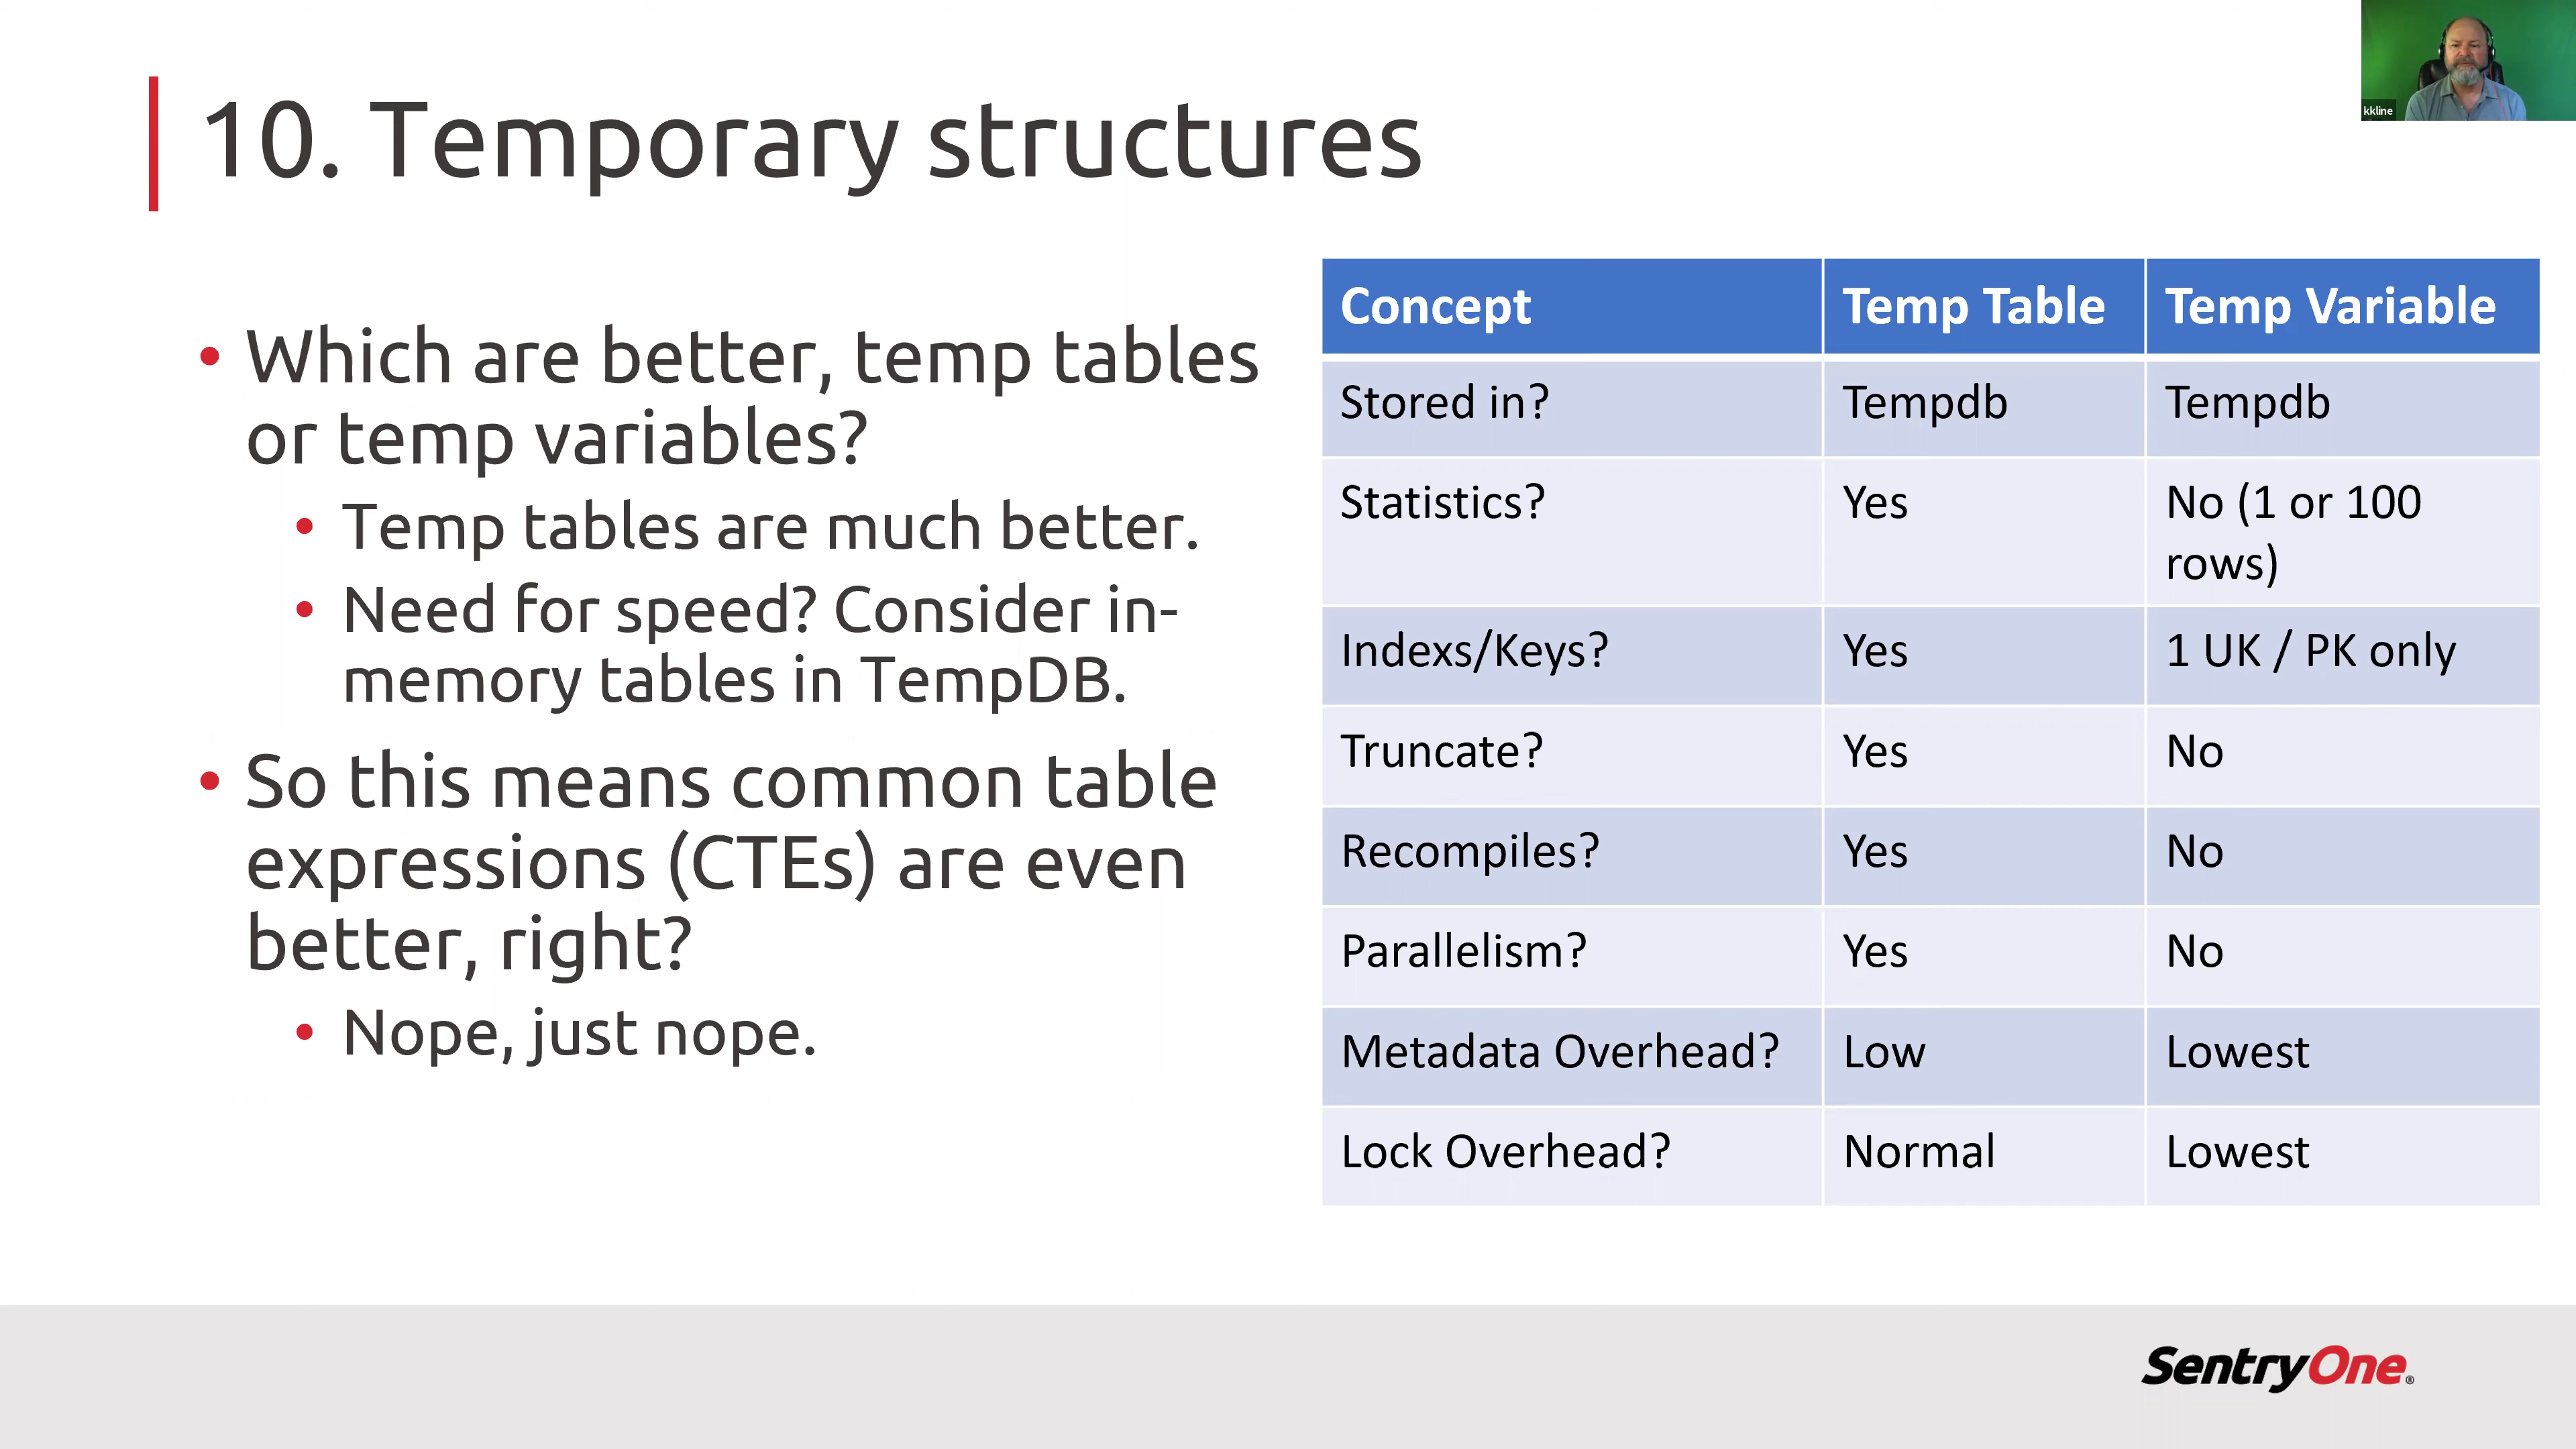 10. Temporary structures
kkline
• Which are better, temp tables
or temp variables?
• Temp tables are much better.
• Need for speed? Consider in-
memory tables in TempDB.
• So this means common table
expressions (CTEs) are even
better, right?
• Nope, just nope.
Concept Temp Table Temp Variable
Stored in? Tempdb Tempdb
Statistics? Yes No (1 or 100
rows)
Indexs/Keys? Yes 1 UK / PK only
Truncate? Yes No
Recompiles? Yes No
Parallelism? Yes No
Metadata Overhead? Low Lowest
Lock Overhead? Normal Lowest
SentryOne®